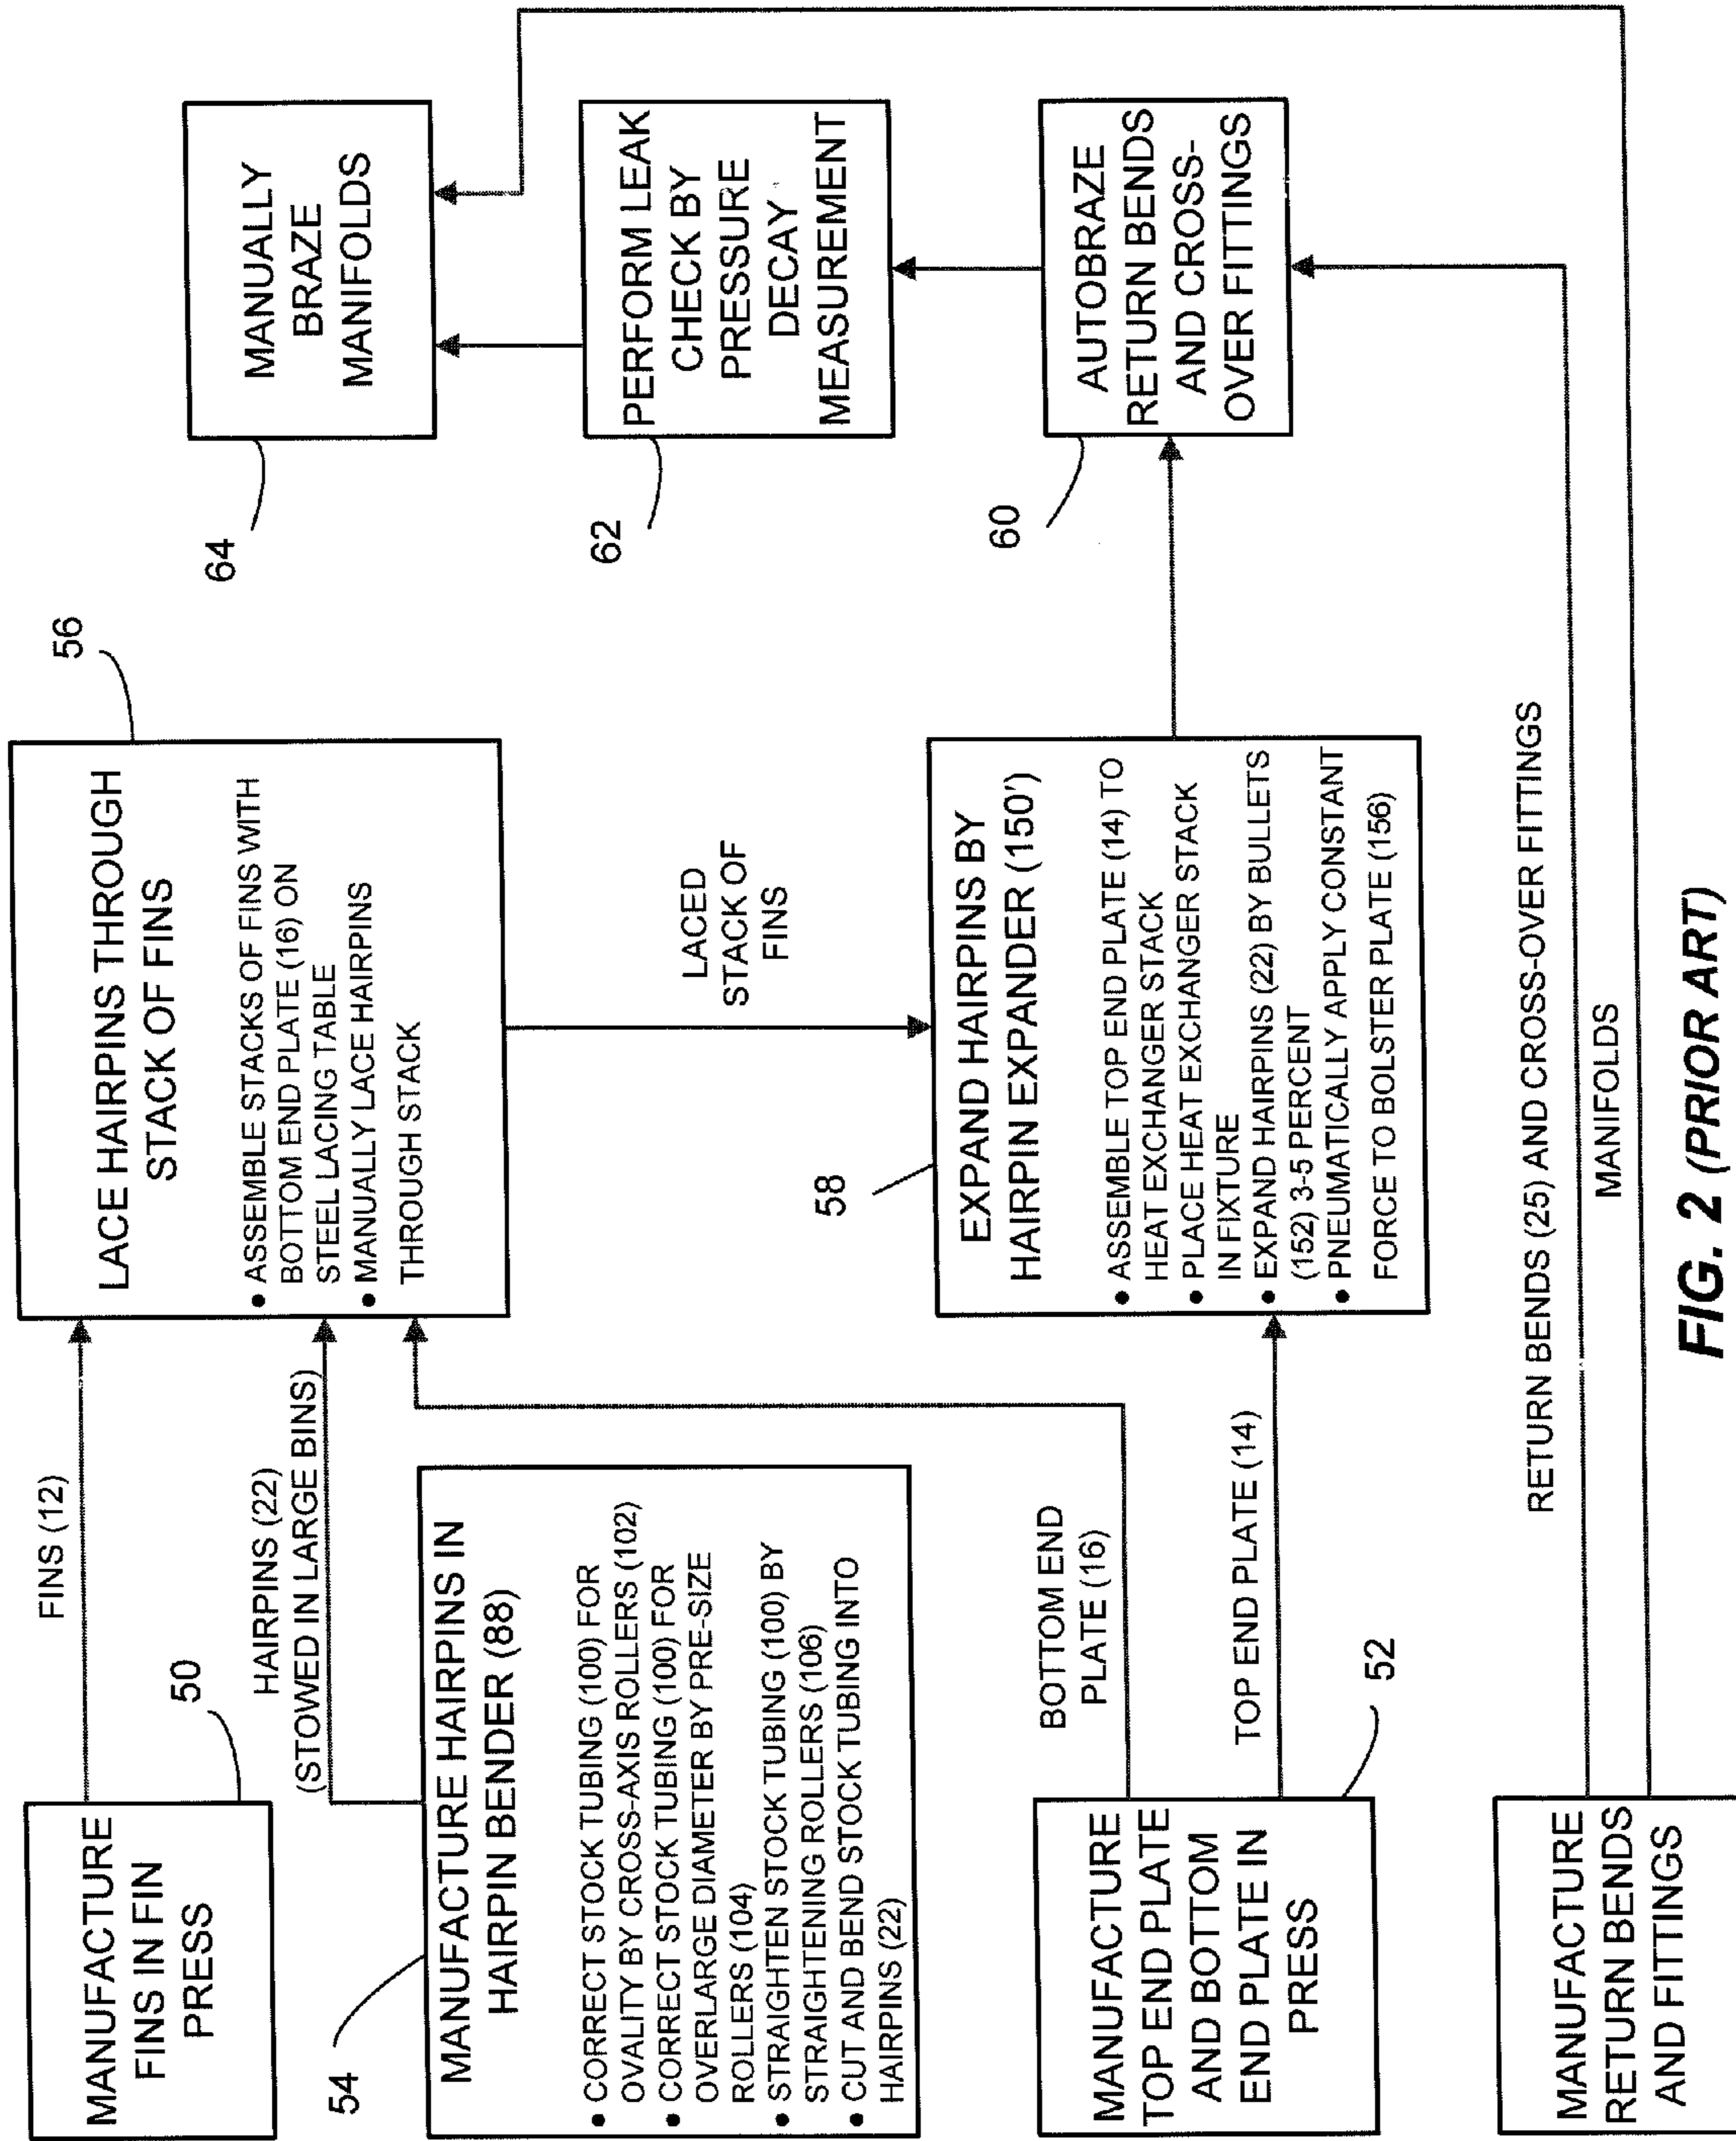 MANUFACTURE
FINS IN FIN
PRESS
50
FINS (12)
MANUFACTURE HAIRPINS IN
HAIRPIN BENDER (88)
● CORRECT STOCK TUBING (100) FOR
OVALITY BY CROSS-AXIS ROLLERS (102)
● CORRECT STOCK TUBING (100) FOR
OVERLARGE DIAMETER BY PRE-SIZE
ROLLERS (104)
● STRAIGHTEN STOCK TUBING (100) BY
STRAIGHTENING ROLLERS (106)
● CUT AND BEND STOCK TUBING INTO
HAIRPINS (22)
54
HAIRPINS (22)
(STOWED IN LARGE BINS)
MANUFACTURE
TOP END PLATE
AND BOTTOM
END PLATE IN
PRESS
52
BOTTOM END
PLATE (16)
TOP END PLATE (14)
MANUFACTURE
RETURN BENDS
AND FITTINGS
RETURN BENDS (25) AND CROSS-OVER FITTINGS
MANIFOLDS
LACE HAIRPINS THROUGH
STACK OF FINS
● ASSEMBLE STACKS OF FINS WITH
BOTTOM END PLATE (16) ON
STEEL LACING TABLE
● MANUALLY LACE HAIRPINS
THROUGH STACK
56
LACED
STACK OF
FINS
EXPAND HAIRPINS BY
HAIRPIN EXPANDER (150')
● ASSEMBLE TOP END PLATE (14) TO
HEAT EXCHANGER STACK
● PLACE HEAT EXCHANGER STACK
IN FIXTURE
● EXPAND HAIRPINS (22) BY BULLETS
(152) 3-5 PERCENT
● PNEUMATICALLY APPLY CONSTANT
FORCE TO BOLSTER PLATE (156)
58
MANUALLY
BRAZE
MANIFOLDS
64
PERFORM LEAK
CHECK BY
PRESSURE
DECAY
MEASUREMENT
62
AUTOBRAZE
RETURN BENDS
AND CROSS-
OVER FITTINGS
60
FIG. 2 (PRIOR ART)